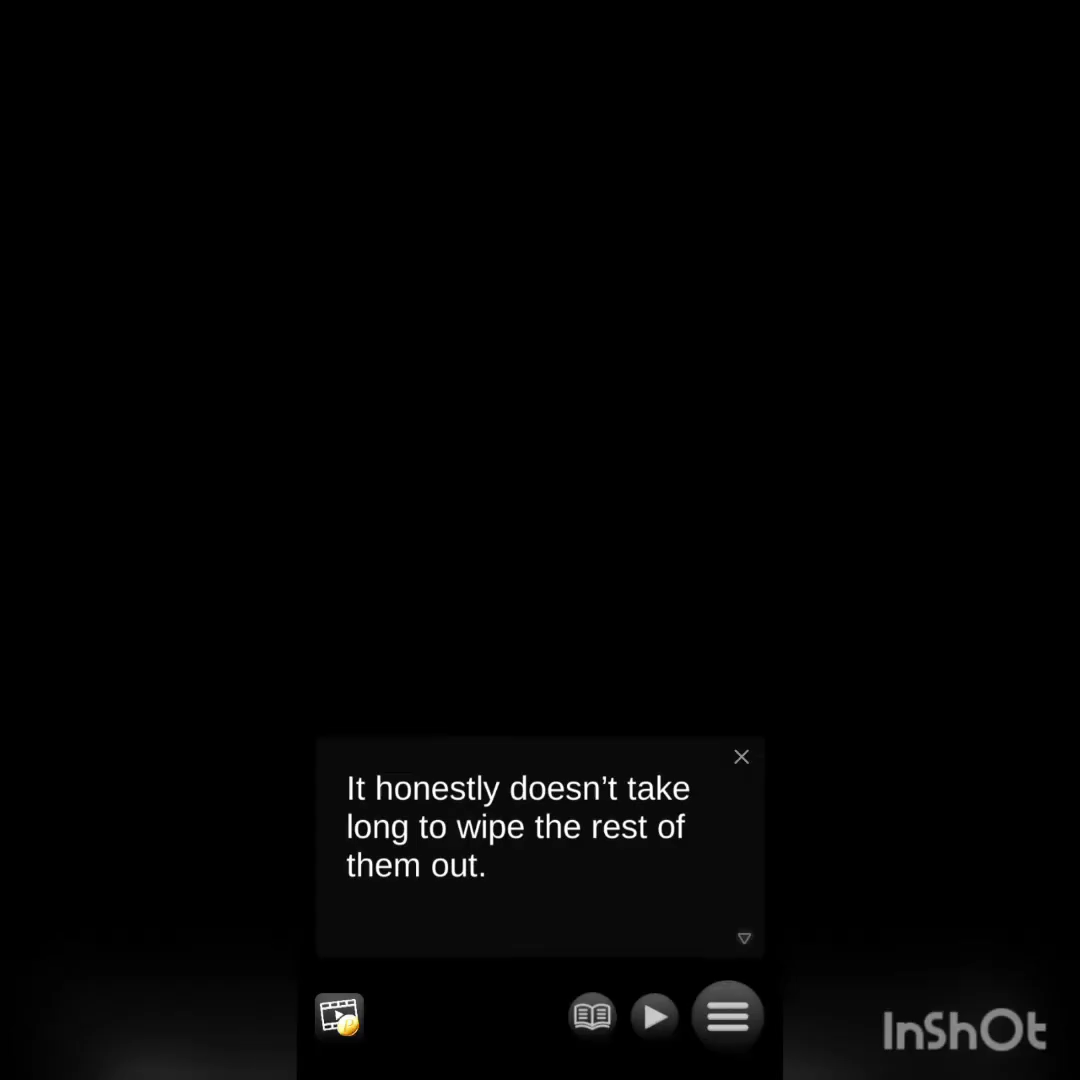 It honestly doesn’t take
long to wipe the rest of
them out.
InShOt